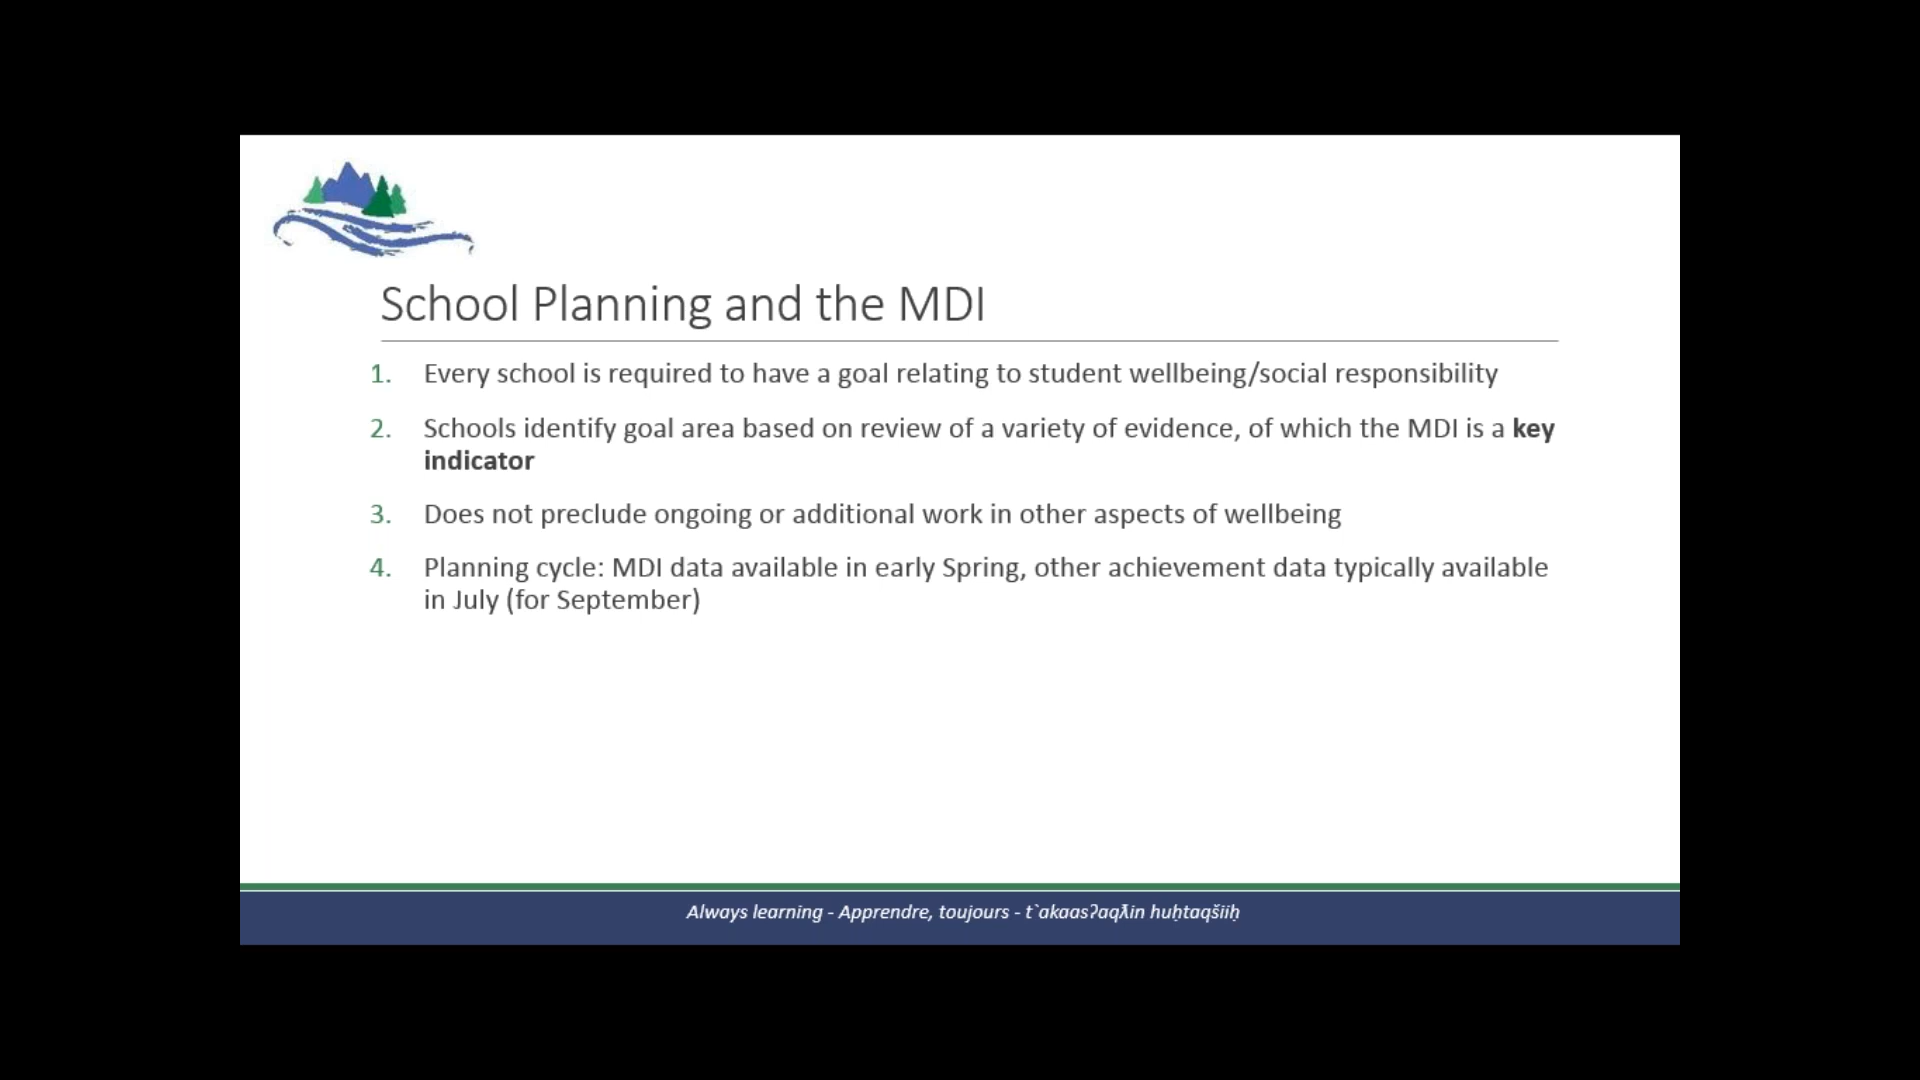 School Planning and the MDI
1. Every school is required to have a goal relating to student wellbeing/social responsibility
2. Schools identify goal area based on review of a variety of evidence, of which the MDI is a key
indicator
3. Does not preclude ongoing or additional work in other aspects of wellbeing
4. Planning cycle: MDI data available in early Spring, other achievement data typically available
in July (for September)
Always learning - Apprendre, toujours - t`akaasʔaqƛin huḥtaqšiiḥ